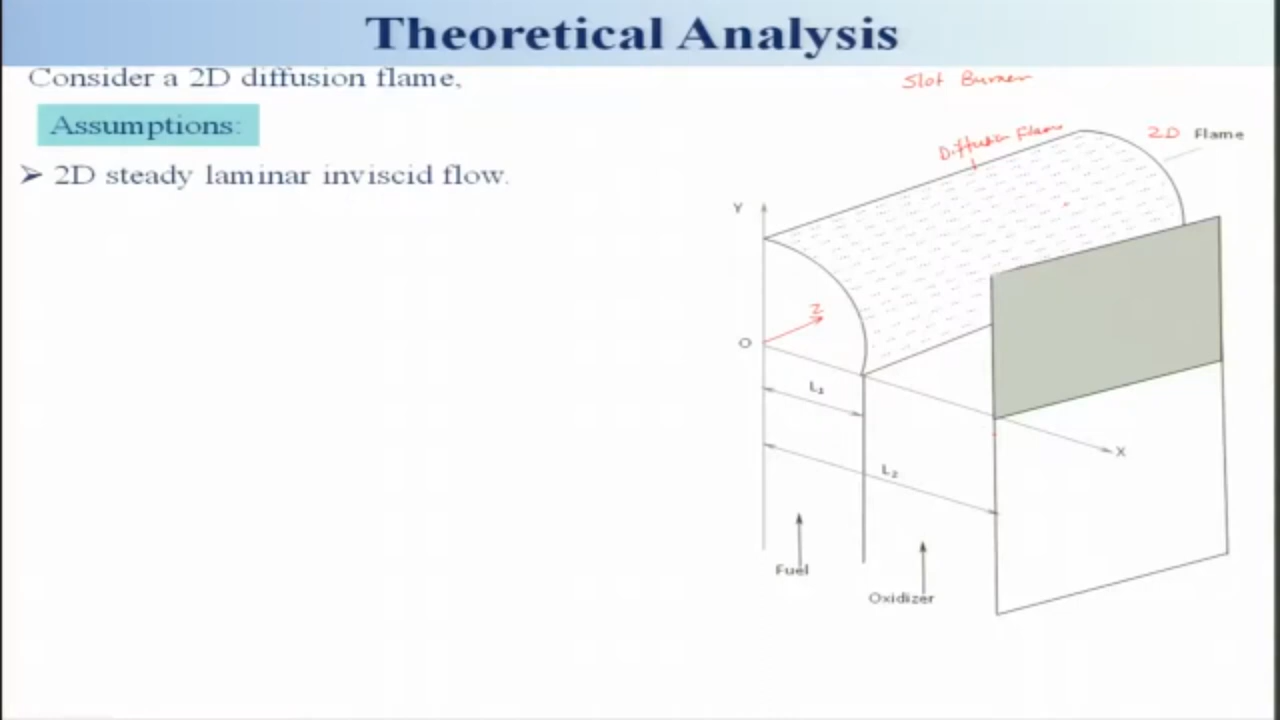 Theoretical Analysis
Consider a 2D diffusion flame,
Slot Burner
Assumptions:
Diffusion Flame
2D Flame
➢ 2D steady laminar inviscid flow.
Y
Z
O
L₁
X
L₂
Fuel
Oxidizer